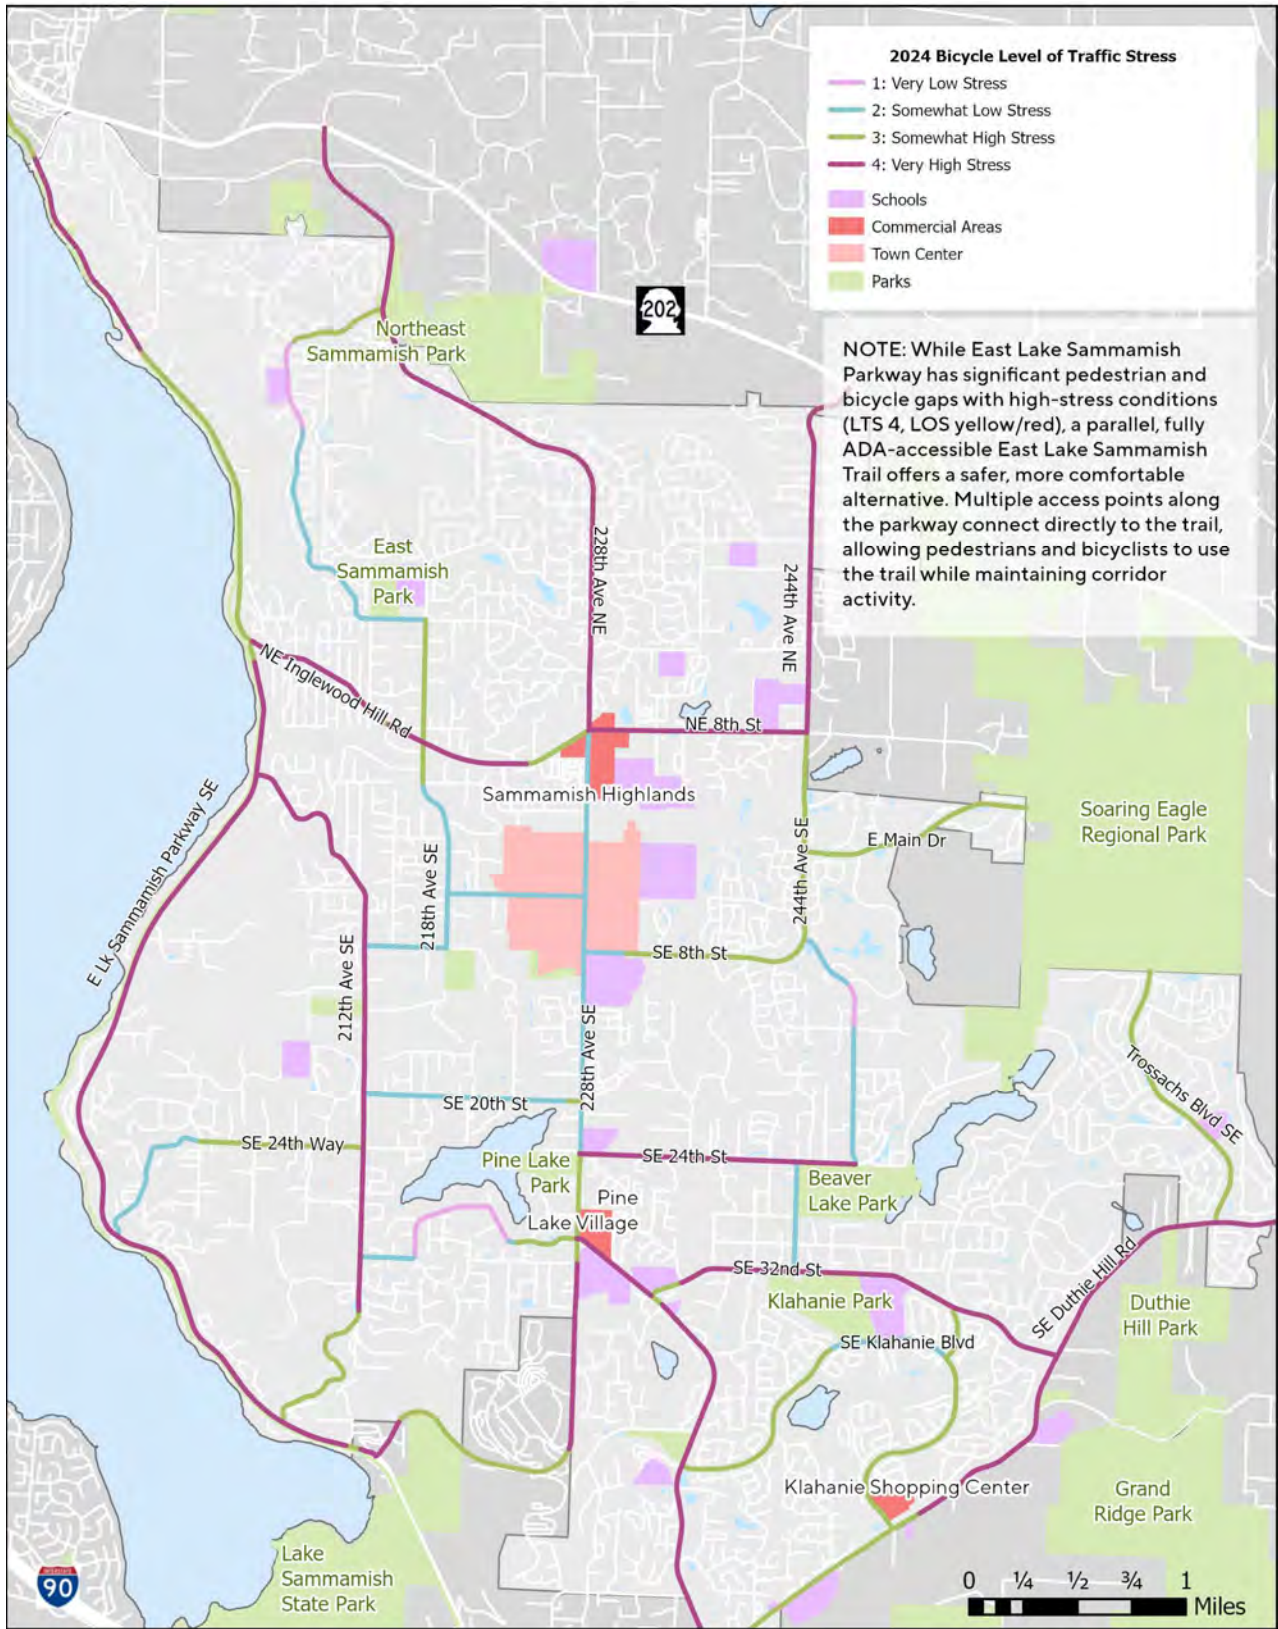 2024 Bicycle Level of Traffic Stress
1: Very Low Stress
2: Somewhat Low Stress
3: Somewhat High Stress
4: Very High Stress
Schools
Commercial Areas
Town Center
Parks
NOTE: While East Lake Sammamish
Parkway has significant pedestrian and
bicycle gaps with high-stress conditions
(LTS 4, LOS yellow/red), a parallel, fully
ADA-accessible East Lake Sammamish
Trail offers a safer, more comfortable
alternative. Multiple access points along
the parkway connect directly to the trail,
allowing pedestrians and bicyclists to use
the trail while maintaining corridor
activity.
202
Northeast
Sammamish Park
East
Sammamish
Park
228th Ave NE
244th Ave NE
NE Inglewood Hill Rd
NE 8th St
Sammamish Highlands
E Lk Sammamish Parkway SE
Soaring Eagle
Regional Park
E Main Dr
218th Ave SE
244th Ave SE
212th Ave SE
SE 8th St
228th Ave SE
SE 20th St
Trossachs Blvd SE
SE 24th Way
SE 24th St
Pine Lake
Park
Beaver
Lake Park
Pine
Lake Village
SE 32nd St
SE Duthie Hill Rd
Klahanie Park
Duthie
Hill Park
SE Klahanie Blvd
Klahanie Shopping Center
Grand
Ridge Park
Lake
Sammamish
State Park
INTERSTATE
90
0 ¼ ½ ¾ 1
Miles